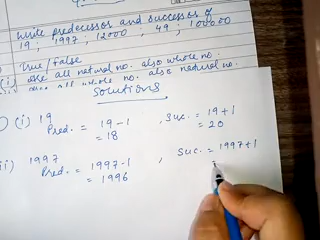 write predecessor and successor of
19, 1997, 12000, 49, 100000
True/False
(i) are all natural no. also whole no.
all whole no. also natural no.
Solutions
(i) 19
Pred. = 19-1 , Suc. = 19+1
= 18 = 20
ii) 1997
Pred. = 1997-1 , Suc. = 1997+1
= 1996 =